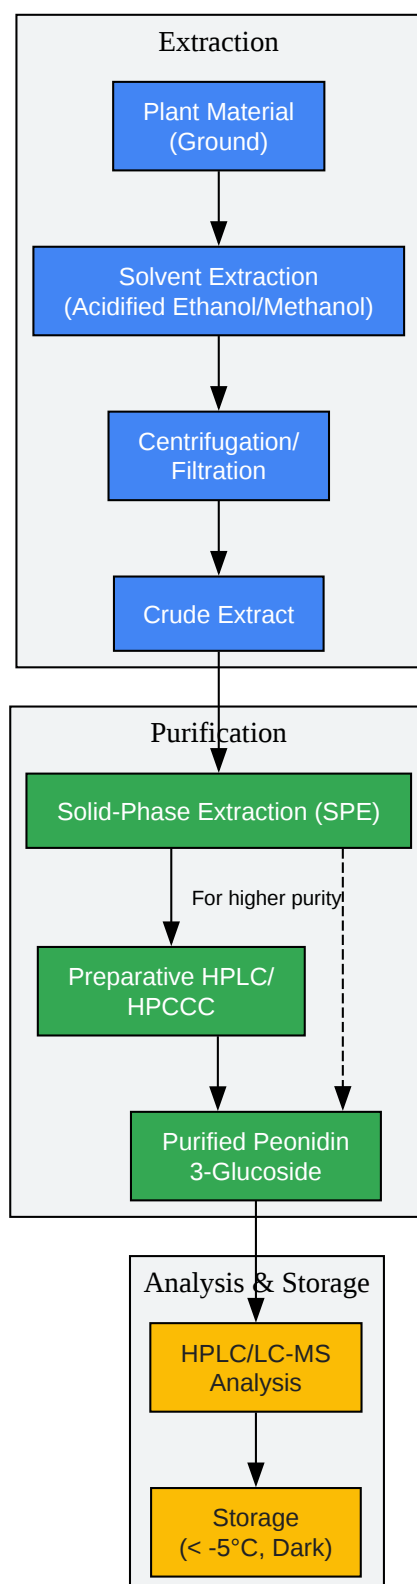 Extraction
Plant Material
(Ground)
Solvent Extraction
(Acidified Ethanol/Methanol)
Centrifugation/
Filtration
Crude Extract
Purification
Solid-Phase Extraction (SPE)
For higher purity
Preparative HPLC/
HPCCC
Purified Peonidin
3-Glucoside
Analysis & Storage
HPLC/LC-MS
Analysis
Storage
(< -5°C, Dark)